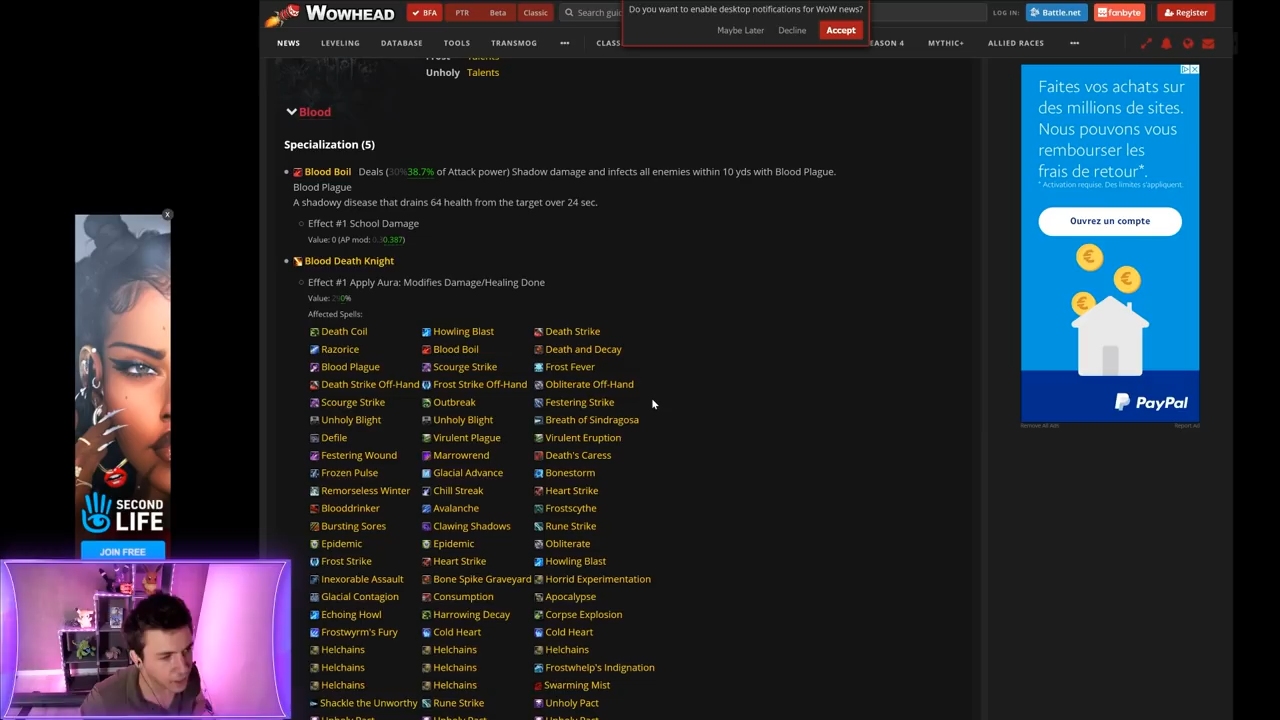 WOWHEAD
BFA
PTR
Beta
Classic
Search guid
Do you want to enable desktop notifications for WoW news?
Maybe Later
Decline
Accept
LOG IN:
Battle.net
fanbyte
Register
NEWS
LEVELING
DATABASE
TOOLS
TRANSMOG
CLASS
EASON 4
MYTHIC+
ALLIED RACES
Unholy Talents
Blood
Specialization (5)
Blood Boil Deals (30%38.7% of Attack power) Shadow damage and infects all enemies within 10 yds with Blood Plague.
Blood Plague
A shadowy disease that drains 64 health from the target over 24 sec.
Effect #1 School Damage
Value: 0 (AP mod: 0.30.387)
Blood Death Knight
Effect #1 Apply Aura: Modifies Damage/Healing Done
Affected Spells:
Death Coil Howling Blast Death Strike
Razorice Blood Boil Death and Decay
Blood Plague Scourge Strike Frost Fever
Death Strike Off-Hand Frost Strike Off-Hand Obliterate Off-Hand
Scourge Strike Outbreak Festering Strike
Unholy Blight Unholy Blight Breath of Sindragosa
Defile Virulent Plague Virulent Eruption
Festering Wound Marrowrend Death's Caress
Frozen Pulse Glacial Advance Bonestorm
Remorseless Winter Chill Streak Heart Strike
Blooddrinker Avalanche Frostscythe
Bursting Sores Clawing Shadows Rune Strike
Epidemic Epidemic Obliterate
Frost Strike Heart Strike Howling Blast
Inexorable Assault Bone Spike Graveyard Horrid Experimentation
Glacial Contagion Consumption Apocalypse
Echoing Howl Harrowing Decay Corpse Explosion
Frostwyrm's Fury Cold Heart Cold Heart
Helchains Helchains Helchains
Helchains Helchains Frostwhelp's Indignation
Helchains Helchains Swarming Mist
Shackle the Unworthy Rune Strike Unholy Pact
Faites vos achats sur
des millions de sites.
Nous pouvons vous
rembourser les
frais de retour*.
* Activation requise. Des limites s'appliquent.
Ouvrez un compte
PayPal
Remove All Ads
Report Ad
SECOND
LIFE
JOIN FREE